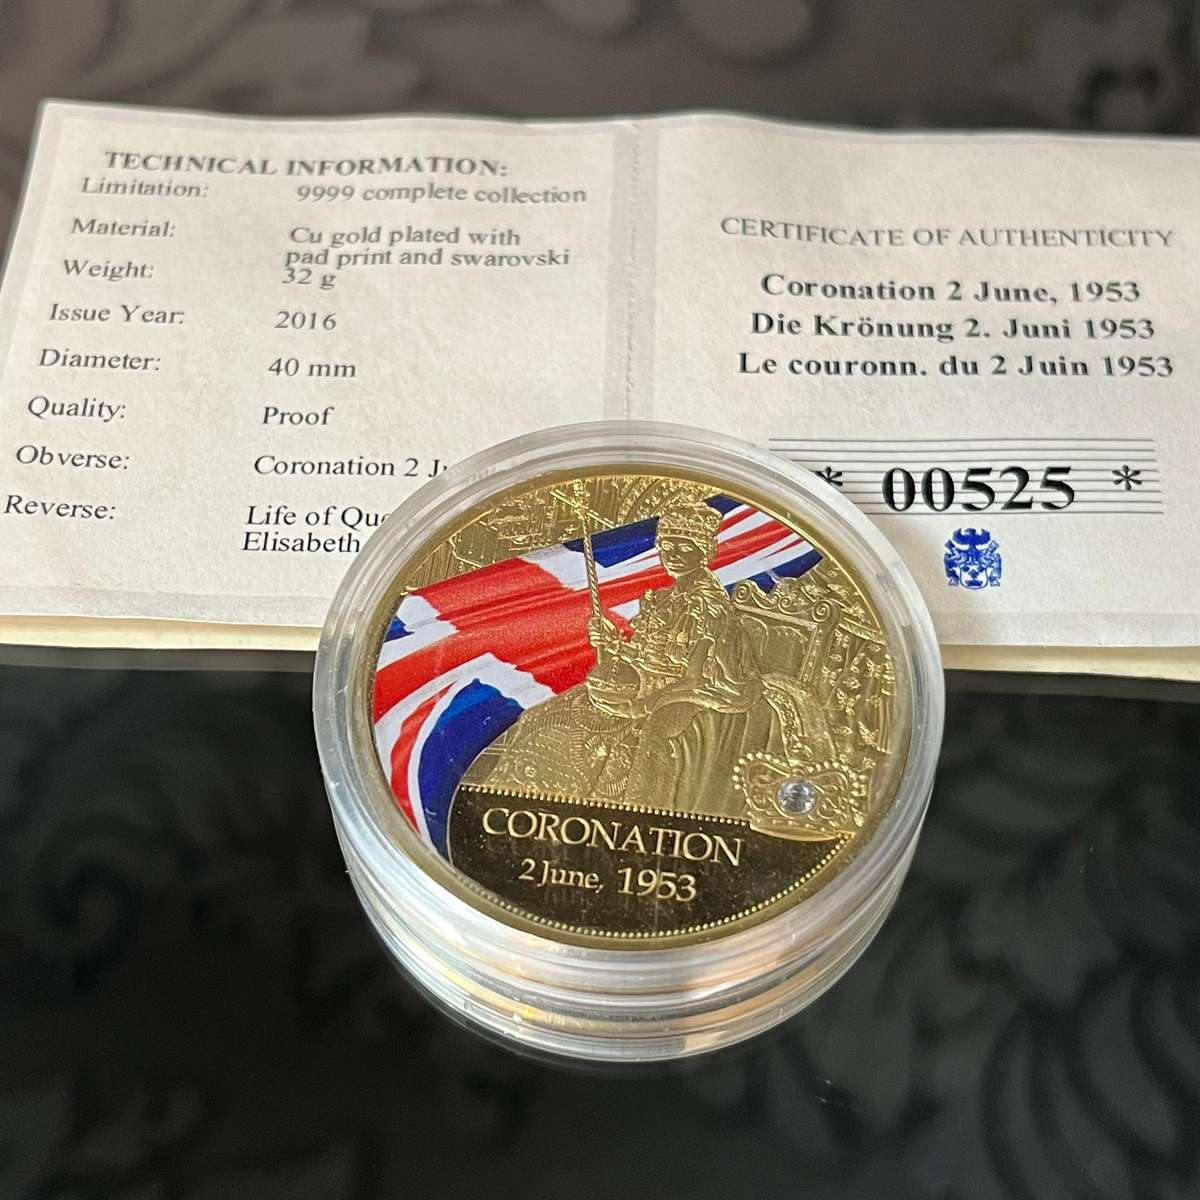 TECHNICAL INFORMATION:
Limitation: 9999 complete collection
Material: Cu gold plated with
pad print and swarovski
Weight: 32 g
Issue Year: 2016
Diameter: 40 mm
Quality: Proof
Obverse: Coronation 2
Reverse: Life of
Elisabeth
CERTIFICATE OF AUTHENTICITY
Coronation 2 June, 1953
Die Krönung 2. Juni 1953
Le couronn. du 2 Juin 1953
* 00525 *
CORONATION
2 June, 1953